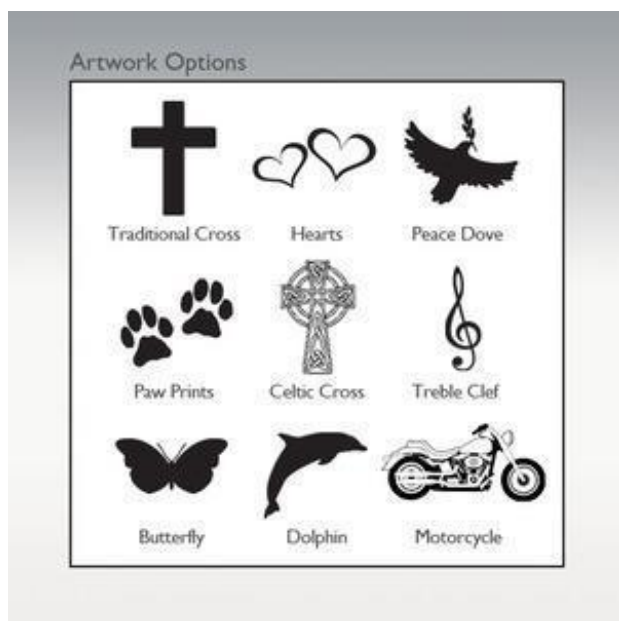 Artwork Options
Traditional Cross
Hearts
Peace Dove
Paw Prints
Celtic Cross
Treble Clef
Butterfly
Dolphin
Motorcycle